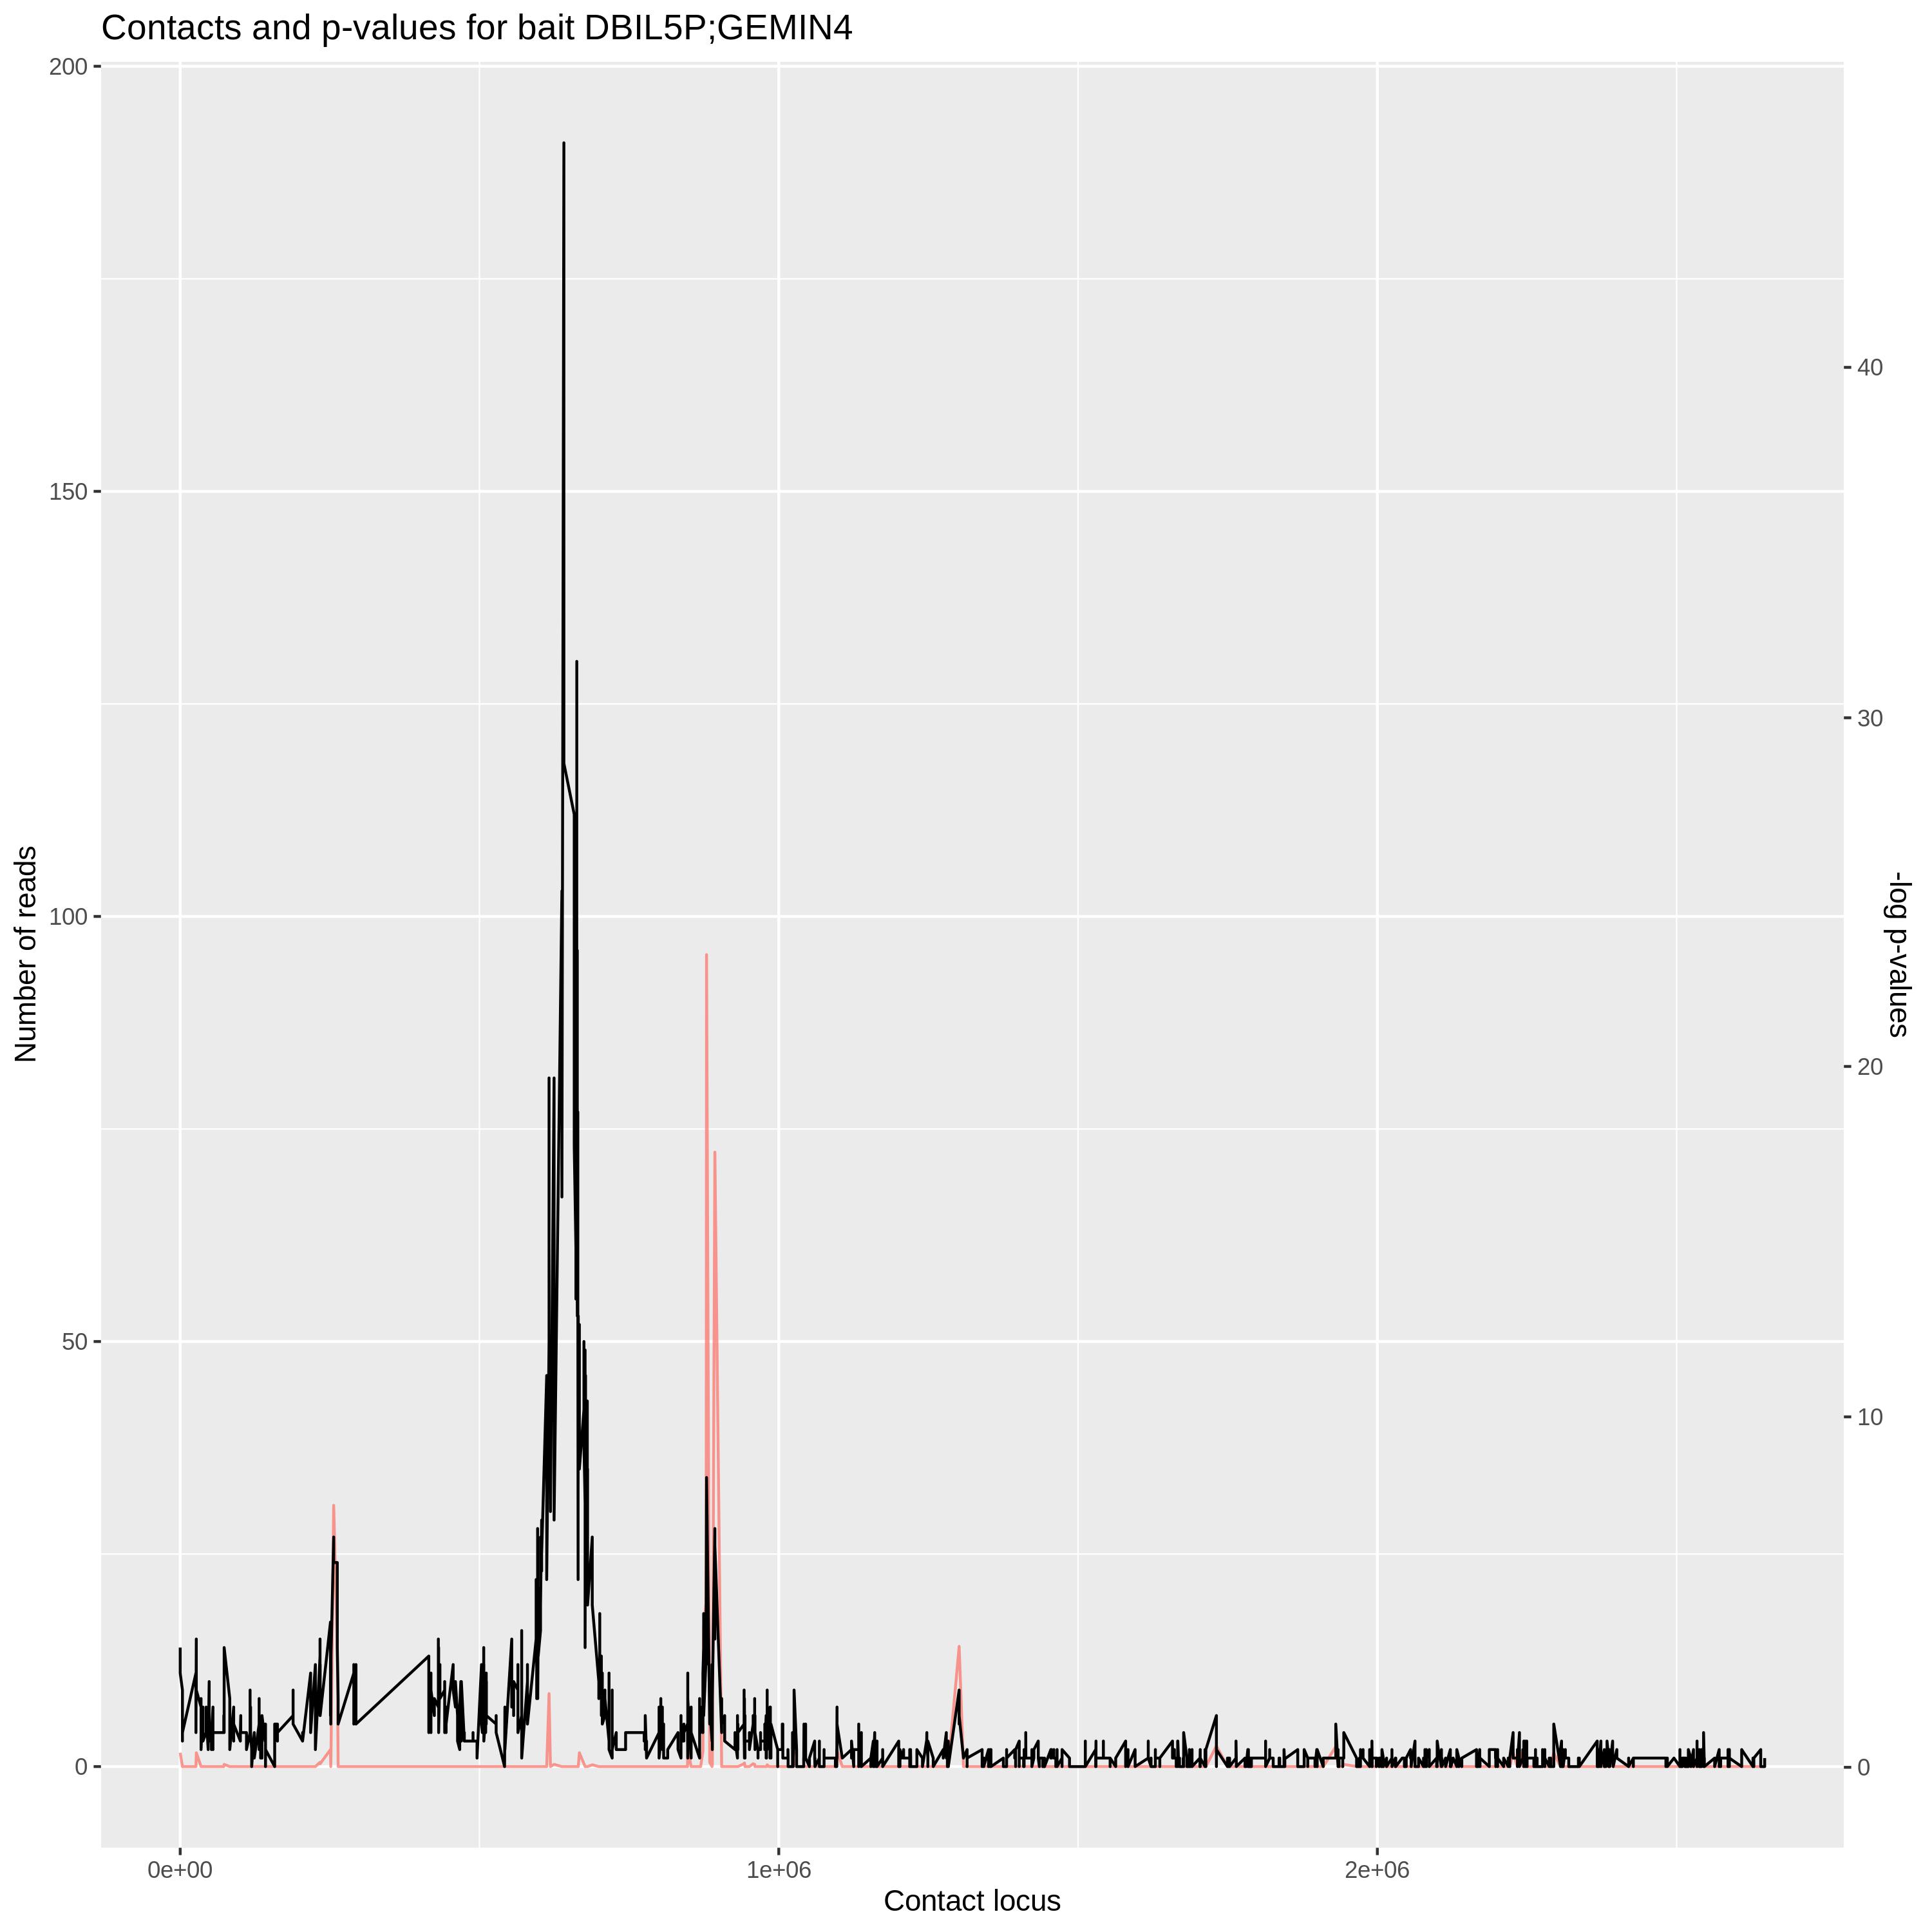 Contacts and p-values for bait DBIL5P;GEMIN4
200
150
100
50
0
Number of reads
40
30
20
10
0
-log p-values
0e+00
1e+06
2e+06
Contact locus